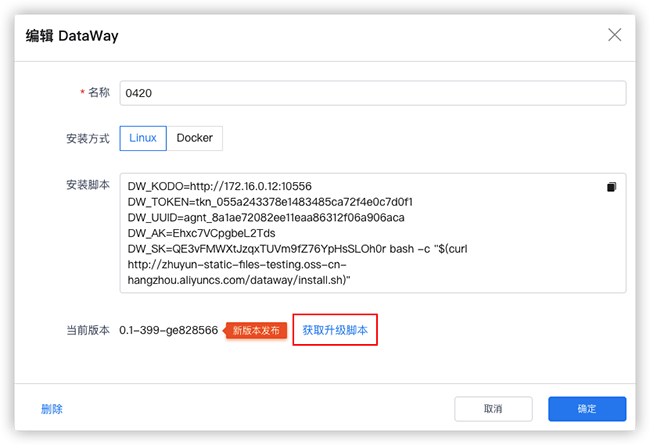 编辑 DataWay
* 名称 0420
安装方式 Linux Docker
安装脚本 DW_KODO=http://172.16.0.12:10556
DW_TOKEN=tkn_055a243378e1483485ca72f4e0c7d0f1
DW_UUID=agnt_8a1ae72082ee11eaa86312f06a906aca
DW_AK=Ehxc7VCpgbeL2Tds
DW_SK=QE3vFMWXtJzqxTUVm9fZ76YpHsSLOh0r bash -c "$(curl
http://zhuyun-static-files-testing.oss-cn-
hangzhou.aliyuncs.com/dataway/install.sh)"
当前版本 0.1-399-ge828566 新版本发布 获取升级脚本
删除 取消 确定